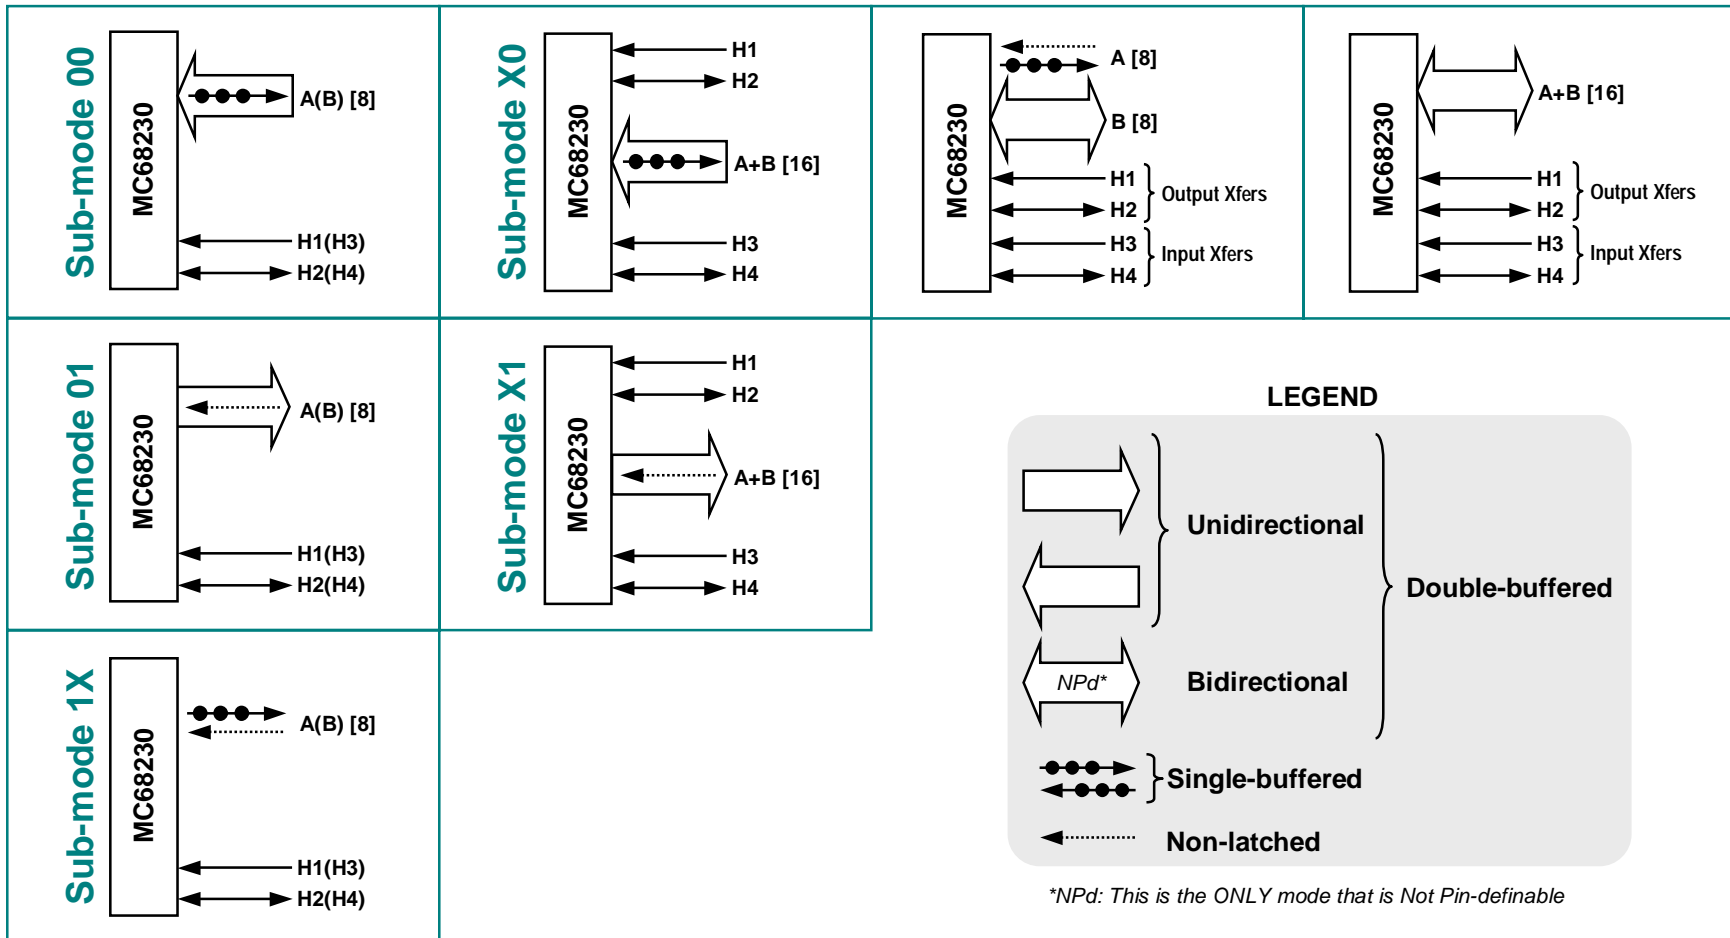 Sub-mode 00
MC68230
A(B) [8]
H1(H3)
H2(H4)
Sub-mode X0
MC68230
H1
H2
A+B [16]
H3
H4
MC68230
A [8]
B [8]
H1
H2
Output Xfers
H3
H4
Input Xfers
MC68230
A+B [16]
H1
H2
Output Xfers
H3
H4
Input Xfers
Sub-mode 01
MC68230
A(B) [8]
H1(H3)
H2(H4)
Sub-mode X1
MC68230
H1
H2
A+B [16]
H3
H4
Sub-mode 1X
MC68230
A(B) [8]
H1(H3)
H2(H4)
LEGEND
Unidirectional
Double-buffered
NPd*
Bidirectional
Single-buffered
Non-latched
*NPd: This is the ONLY mode that is Not Pin-definable